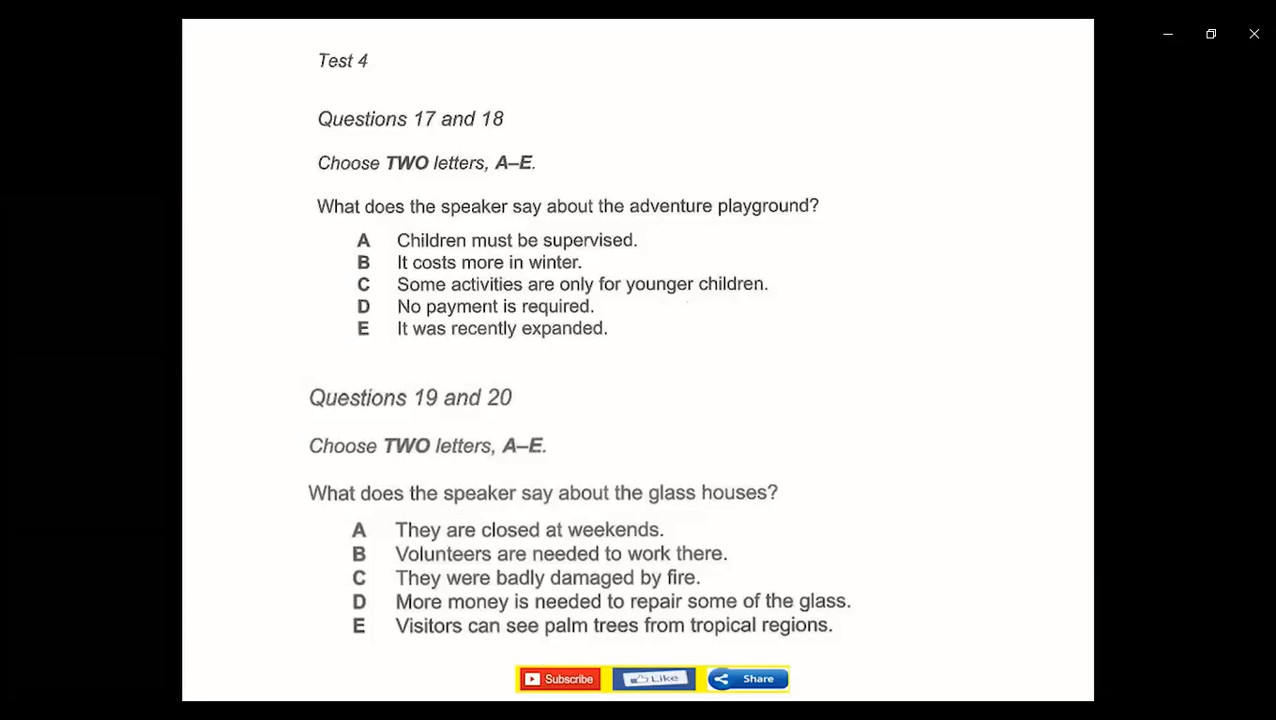 Test 4
Questions 17 and 18
Choose TWO letters, A–E.
What does the speaker say about the adventure playground?
A Children must be supervised.
B It costs more in winter.
C Some activities are only for younger children.
D No payment is required.
E It was recently expanded.
Questions 19 and 20
Choose TWO letters, A–E.
What does the speaker say about the glass houses?
A They are closed at weekends.
B Volunteers are needed to work there.
C They were badly damaged by fire.
D More money is needed to repair some of the glass.
E Visitors can see palm trees from tropical regions.
Subscribe Like Share